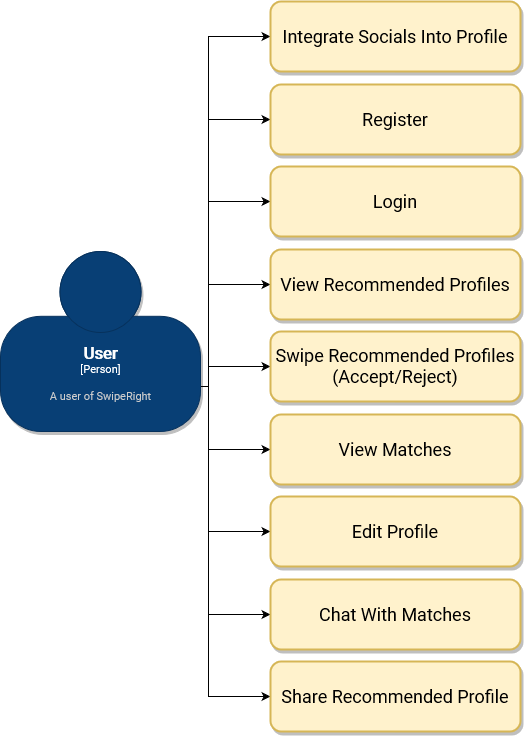 Integrate Socials Into Profile
Register
Login
View Recommended Profiles
User
[Person]
A user of SwipeRight
Swipe Recommended Profiles
(Accept/Reject)
View Matches
Edit Profile
Chat With Matches
Share Recommended Profile